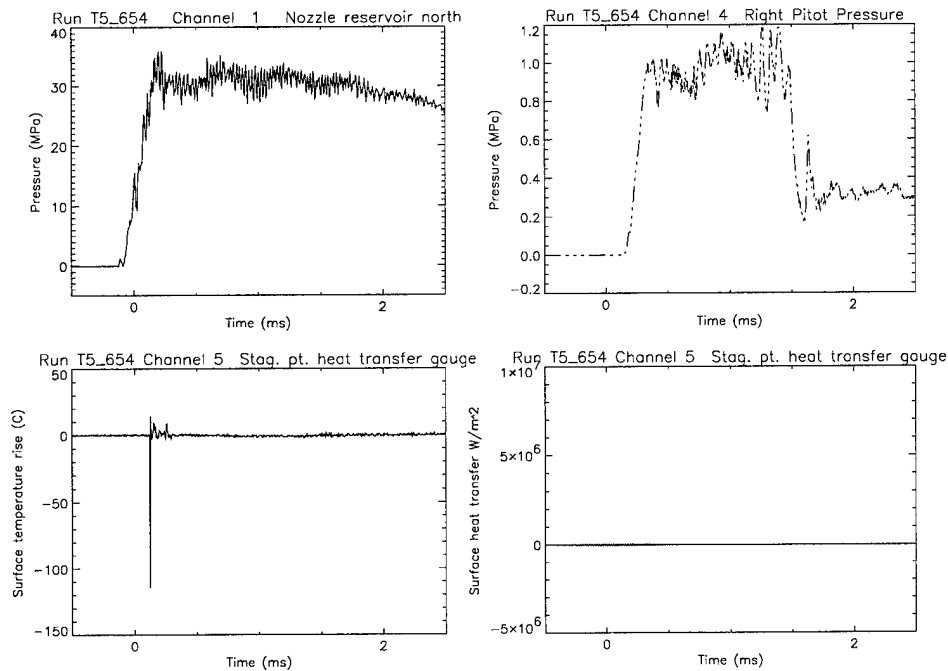 Run T5_654 Channel 1 Nozzle reservoir north
40
30
20
10
0
Pressure (MPa)
0
2
Time (ms)
Run T5_654 Channel 4 Right Pitot Pressure
1.2
1.0
0.8
0.6
0.4
0.2
0.0
−0.2
Pressure (MPa)
0
2
Time (ms)
Run T5_654 Channel 5 Stag. pt. heat transfer gauge
50
0
−50
−100
−150
Surface temperature rise (C)
0
2
Time (ms)
Run T5_654 Channel 5 Stag. pt. heat transfer gauge
1×10^7
5×10^6
0
−5×10^6
Surface heat transfer W/m^2
0
2
Time (ms)